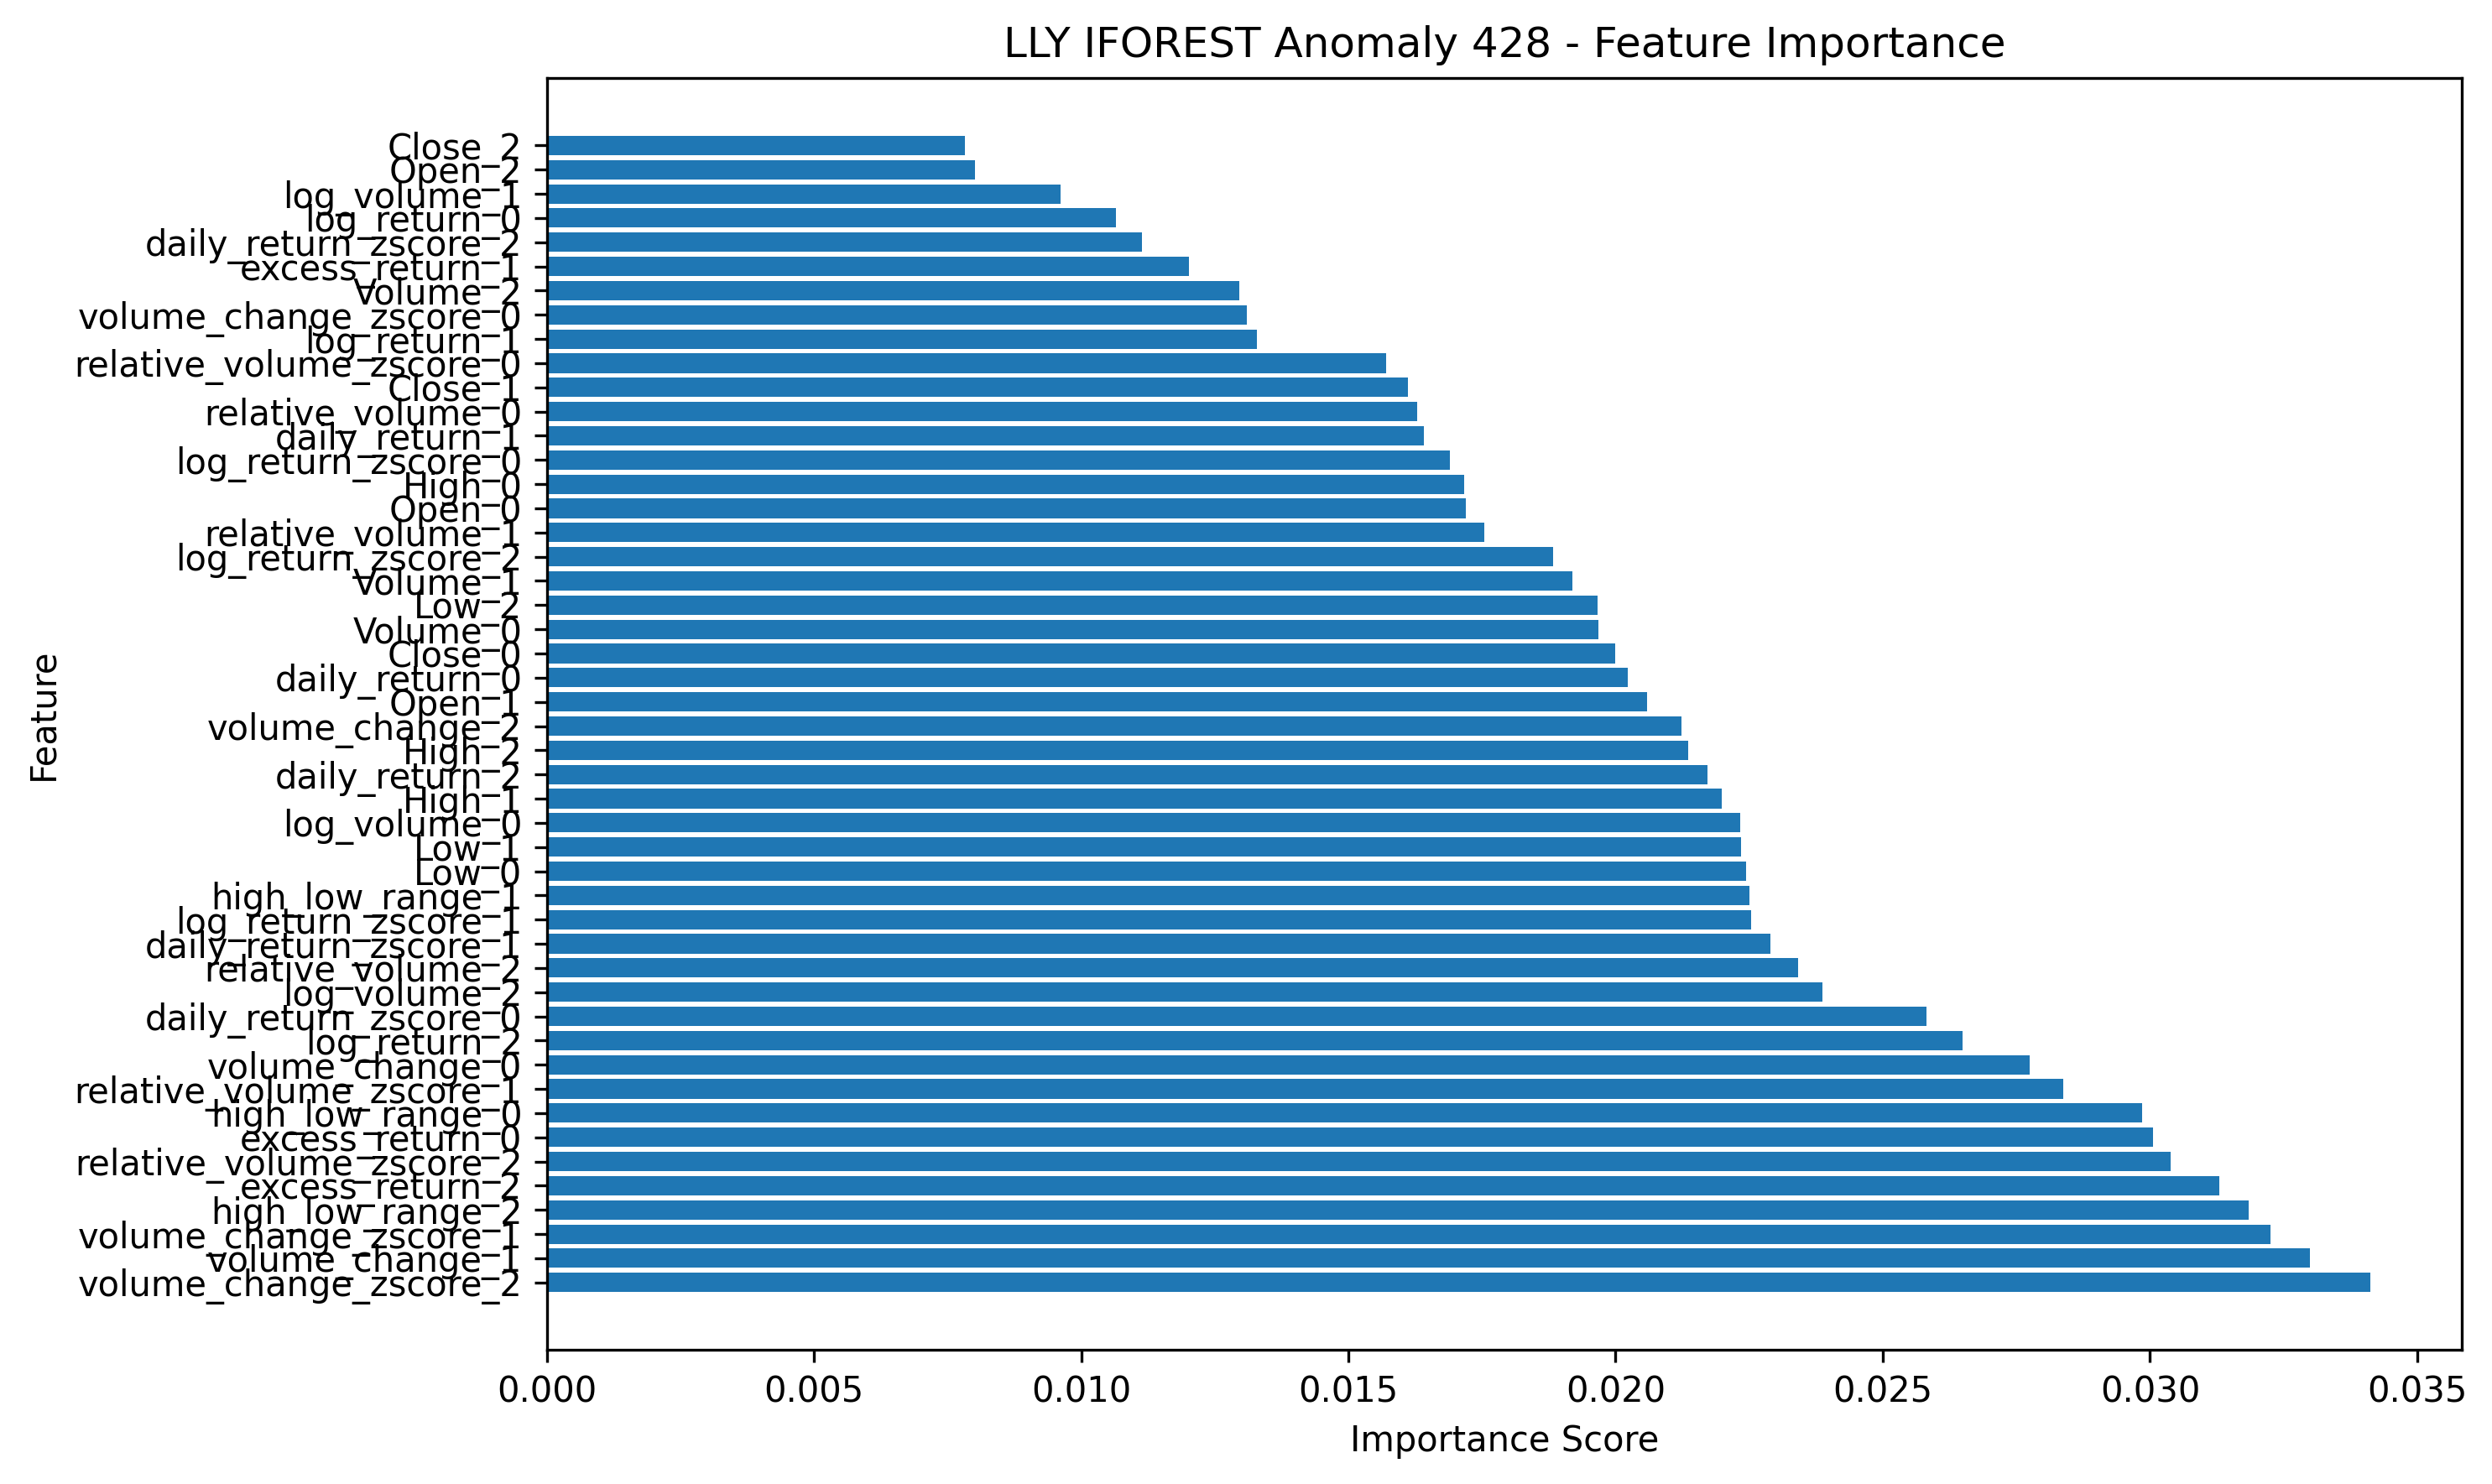 LLY IFOREST Anomaly 428 - Feature Importance
Close_2
Open_2
log_volume_1
log_return_0
daily_return_zscore_2
excess_return_1
Volume_2
volume_change_zscore_0
log_return_1
relative_volume_zscore_0
Close_1
relative_volume_0
daily_return_1
log_return_zscore_0
High_0
Open_0
relative_volume_1
log_return_zscore_2
Volume_1
Low_2
Volume_0
Close_0
daily_return_0
Open_1
volume_change_2
High_2
daily_return_2
High_1
log_volume_0
Low_1
Low_0
high_low_range_1
log_return_zscore_1
daily_return_zscore_1
relative_volume_2
log_volume_2
daily_return_zscore_0
log_return_2
volume_change_0
relative_volume_zscore_1
high_low_range_0
excess_return_0
relative_volume_zscore_2
excess_return_2
high_low_range_2
volume_change_zscore_1
volume_change_1
volume_change_zscore_2
Feature
0.000 0.005 0.010 0.015 0.020 0.025 0.030 0.035
Importance Score